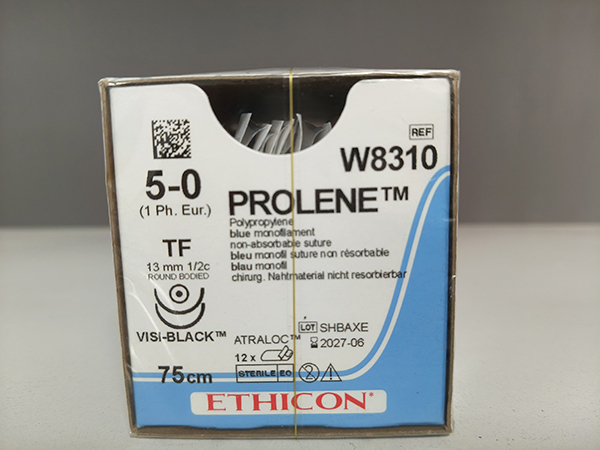 REF
W8310
5-0
(1 Ph. Eur.)
PROLENE™
Polypropylene
blue monofilament
non-absorbable suture
bleu monofil suture non résorbable
blau monofil
chirurg. Nahtmaterial nicht resorbierbar
TF
13 mm 1/2c
ROUND BODIED
VISI-BLACK™
LOT SHBAXE
ATRALOC™
2027-06
12 x
75cm
STERILE EO
2
ETHICON®